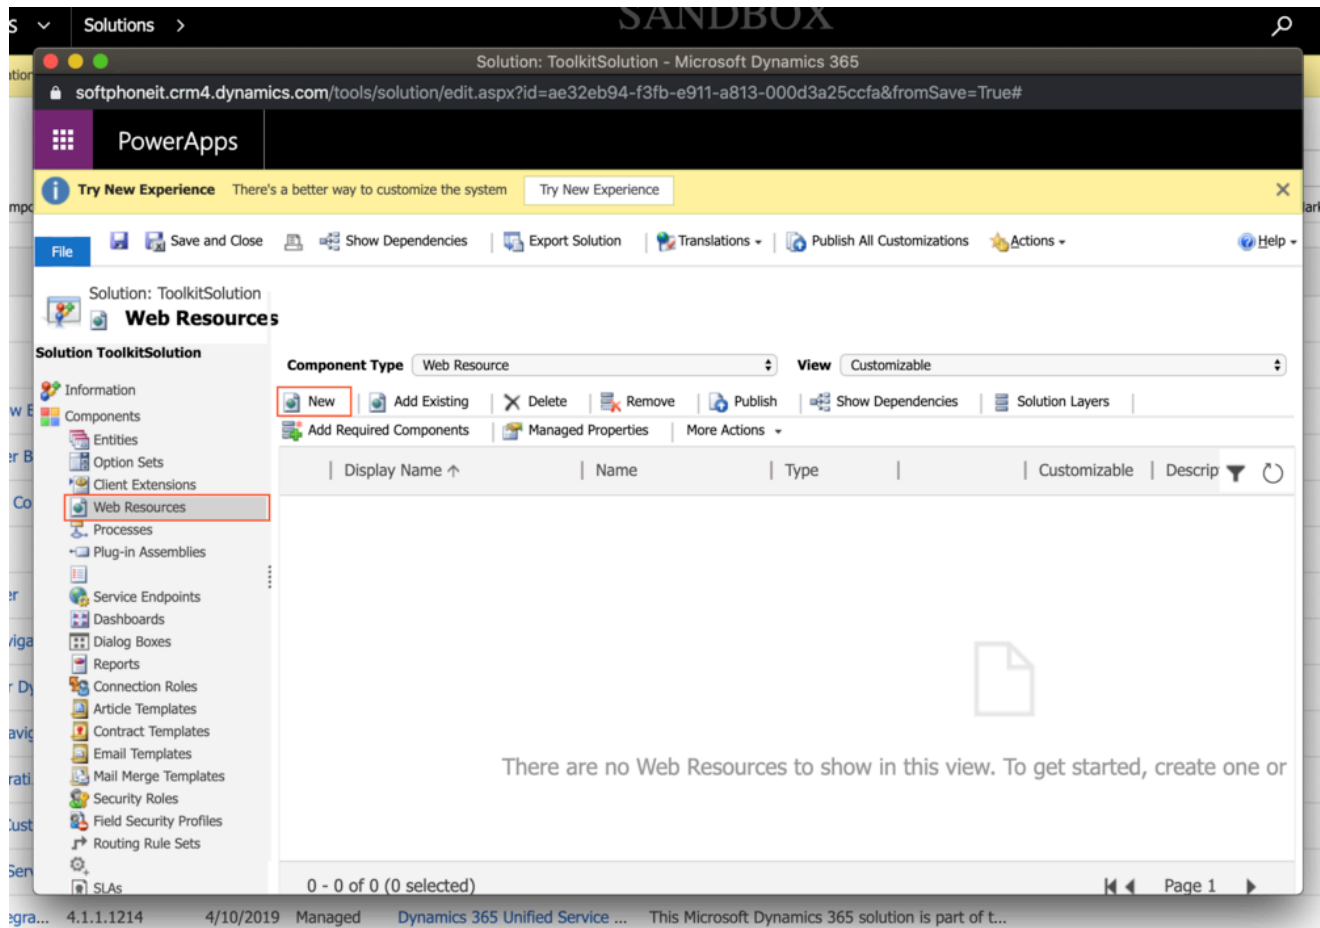 SANDBOX
S Solutions >
Solution: ToolkitSolution - Microsoft Dynamics 365
softphoneit.crm4.dynamics.com/tools/solution/edit.aspx?id=ae32eb94-f3fb-e911-a813-000d3a25ccfa&fromSave=True#
PowerApps
Try New Experience There's a better way to customize the system Try New Experience
File Save and Close Show Dependencies Export Solution Translations Publish All Customizations Actions Help
Solution: ToolkitSolution
Web Resources
Solution ToolkitSolution
Component Type Web Resource View Customizable
New Add Existing Delete Remove Publish Show Dependencies Solution Layers
Add Required Components Managed Properties More Actions
Display Name Name Type Customizable Descrip
Information
Components
Entities
Option Sets
Client Extensions
Web Resources
Processes
Plug-in Assemblies
Service Endpoints
Dashboards
Dialog Boxes
Reports
Connection Roles
Article Templates
Contract Templates
Email Templates
Mail Merge Templates
Security Roles
Field Security Profiles
Routing Rule Sets
SLAs
There are no Web Resources to show in this view. To get started, create one or
0 - 0 of 0 (0 selected) Page 1
egra... 4.1.1.1214 4/10/2019 Managed Dynamics 365 Unified Service ... This Microsoft Dynamics 365 solution is part of t...